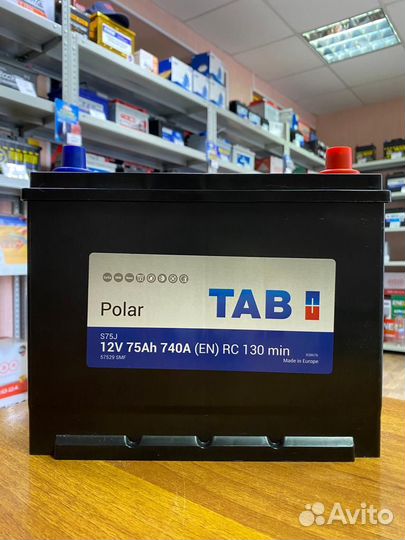 Polar
TAB
S75J
12V 75Ah 740A (EN) RC 130 min
57529 SMF
Made in Europe
Avito